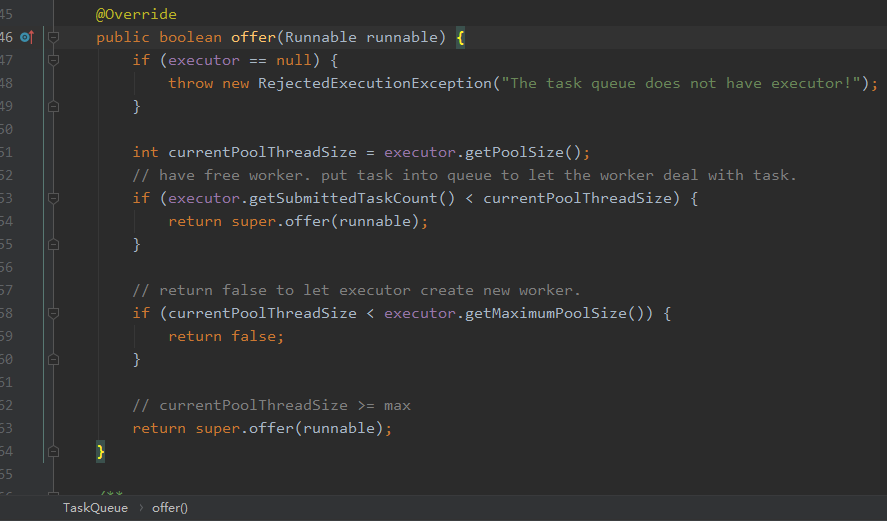 45 @Override
46 public boolean offer(Runnable runnable) {
47 if (executor == null) {
48 throw new RejectedExecutionException("The task queue does not have executor!");
49 }
50
51 int currentPoolThreadSize = executor.getPoolSize();
52 // have free worker. put task into queue to let the worker deal with task.
53 if (executor.getSubmittedTaskCount() < currentPoolThreadSize) {
54 return super.offer(runnable);
55 }
56
57 // return false to let executor create new worker.
58 if (currentPoolThreadSize < executor.getMaximumPoolSize()) {
59 return false;
60 }
61
62 // currentPoolThreadSize >= max
63 return super.offer(runnable);
64 }
65
/**
TaskQueue › offer()